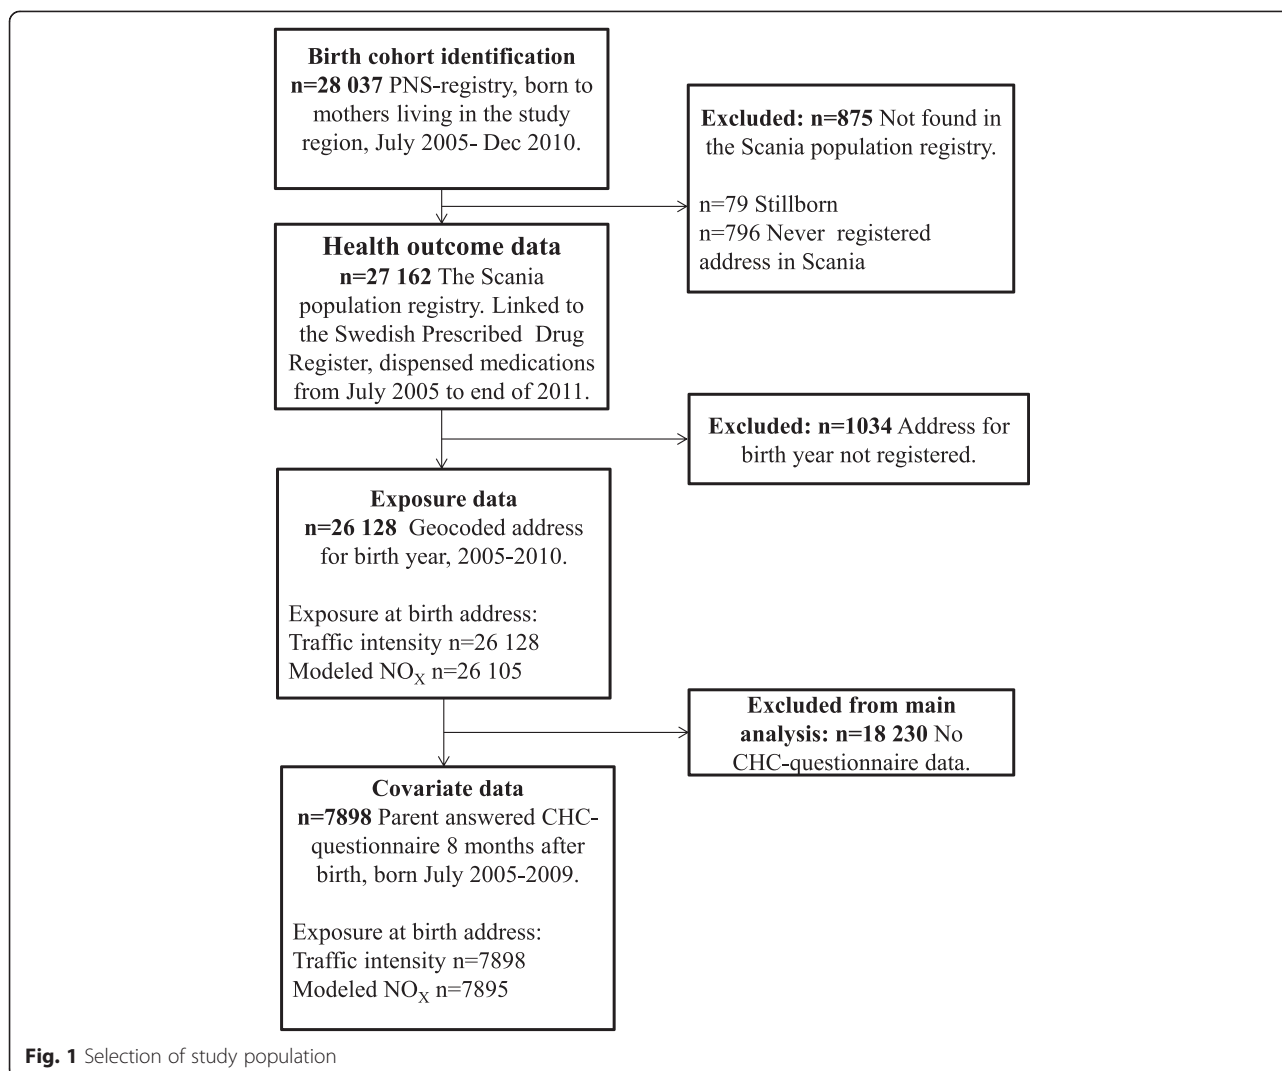 Birth cohort identification
n=28 037 PNS-registry, born to
mothers living in the study
region, July 2005- Dec 2010.
Excluded: n=875 Not found in
the Scania population registry.
n=79 Stillborn
n=796 Never registered
address in Scania
Health outcome data
n=27 162 The Scania
population registry. Linked to
the Swedish Prescribed Drug
Register, dispensed medications
from July 2005 to end of 2011.
Excluded: n=1034 Address for
birth year not registered.
Exposure data
n=26 128 Geocoded address
for birth year, 2005-2010.
Exposure at birth address:
Traffic intensity n=26 128
Modeled NOX n=26 105
Excluded from main
analysis: n=18 230 No
CHC-questionnaire data.
Covariate data
n=7898 Parent answered CHC-
questionnaire 8 months after
birth, born July 2005-2009.
Exposure at birth address:
Traffic intensity n=7898
Modeled NOX n=7895
Fig. 1 Selection of study population